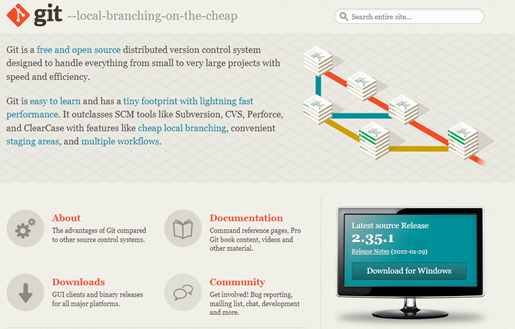 git --local-branching-on-the-cheap
Search entire site...
Git is a free and open source distributed version control system
designed to handle everything from small to very large projects with
speed and efficiency.
Git is easy to learn and has a tiny footprint with lightning fast
performance. It outclasses SCM tools like Subversion, CVS, Perforce,
and ClearCase with features like cheap local branching, convenient
staging areas, and multiple workflows.
About
The advantages of Git compared
to other source control systems.
Documentation
Command reference pages, Pro
Git book content, videos and
other material.
Downloads
GUI clients and binary releases
for all major platforms.
Community
Get involved! Bug reporting,
mailing list, chat, development
and more.
Latest source Release
2.35.1
Release Notes (2022-01-29)
Download for Windows